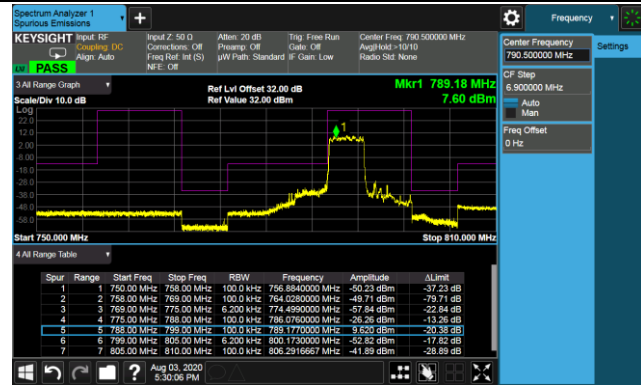 Spectrum Analyzer 1
Spurious Emissions
Frequency
KEYSIGHT Input: RF Input Z: 50 Ω Atten: 20 dB Trig: Free Run Center Freq: 790.500000 MHz
Coupling: DC Corrections: Off Preamp: Off Gate: Off Avg|Hold:>10/10
Align: Auto Freq Ref: Int (S) µW Path: Standard IF Gain: Low Radio Std: None
NFE: Off
PASS
Center Frequency
790.500000 MHz
Settings
CF Step
6.900000 MHz
Auto
Man
Freq Offset
0 Hz
3 All Range Graph
Ref Lvl Offset 32.00 dB Mkr1 789.18 MHz
Scale/Div 10.0 dB Ref Value 32.00 dBm 7.60 dBm
Log
22.0
12.0
2.00
-8.00
-18.0
-28.0
-38.0
-48.0
-58.0
1
Start 750.000 MHz Stop 810.000 MHz
4 All Range Table
Spur Range Start Freq Stop Freq RBW Frequency Amplitude ΔLimit
1 1 750.00 MHz 758.00 MHz 100.0 kHz 756.8840000 MHz -50.23 dBm -37.23 dB
2 2 758.00 MHz 769.00 MHz 100.0 kHz 764.0280000 MHz -49.71 dBm -79.71 dB
3 3 769.00 MHz 775.00 MHz 6.200 kHz 774.4990000 MHz -57.84 dBm -22.84 dB
4 4 775.00 MHz 788.00 MHz 100.0 kHz 786.0760000 MHz -26.26 dBm -13.26 dB
5 5 788.00 MHz 799.00 MHz 100.0 kHz 789.1770000 MHz 9.620 dBm -20.38 dB
6 6 799.00 MHz 805.00 MHz 6.200 kHz 800.1730000 MHz -52.82 dBm -17.82 dB
7 7 805.00 MHz 810.00 MHz 100.0 kHz 806.2916667 MHz -41.89 dBm -28.89 dB
Aug 03, 2020
5:30:06 PM